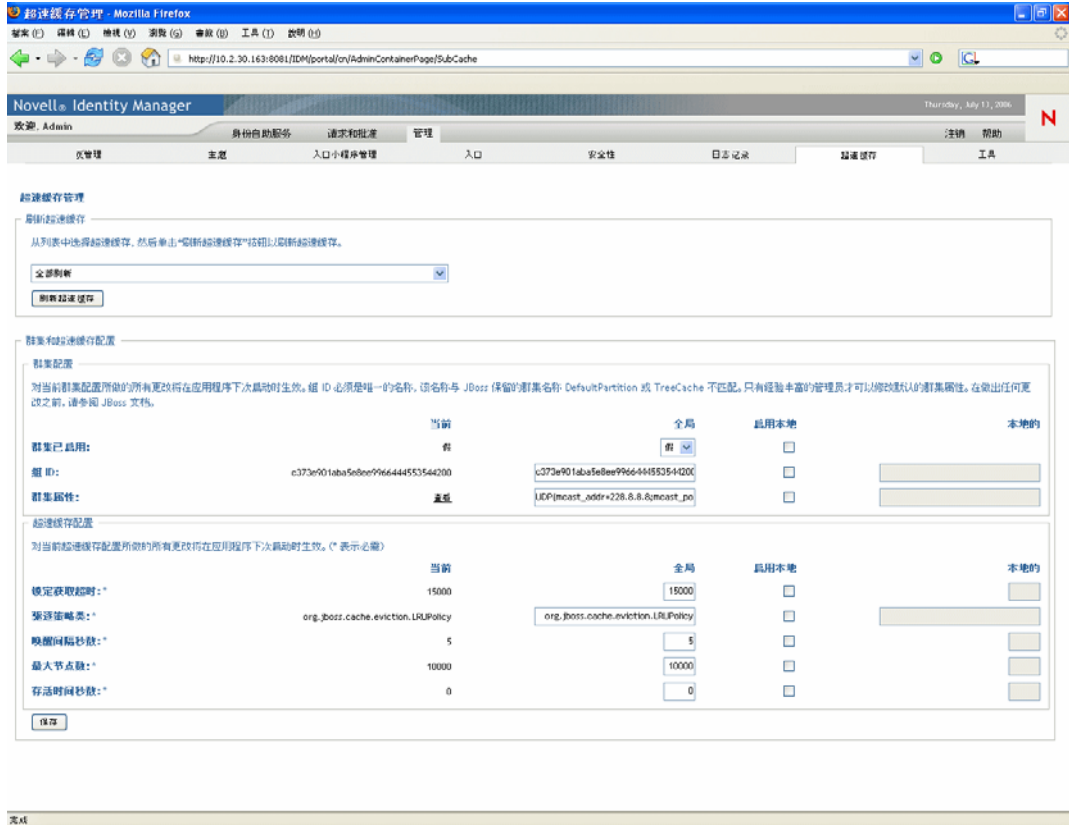 超速缓存管理 - Mozilla Firefox
檔案(F) 編輯(E) 檢視(V) 瀏覽(G) 書籤(B) 工具(T) 說明(H)
http://10.2.30.163:8081/IDM/portal/cn/AdminContainerPage/SubCache
Novell® Identity Manager
Thursday, July 13, 2006
N
欢迎, Admin
身份自助服务 请求和批准 管理 注销 帮助
页管理 主题 入口小程序管理 入口 安全性 日志记录 超速缓存 工具
超速缓存管理
刷新超速缓存
从列表中选择超速缓存, 然后单击“刷新超速缓存”按钮以刷新超速缓存。
全部刷新
刷新超速缓存
群集和超速缓存配置
群集配置
对当前群集配置所做的所有更改将在应用程序下次启动时生效。组 ID 必须是唯一的名称, 该名称与 JBoss 保留的群集名称 DefaultPartition 或 TreeCache 不匹配。只有经验丰富的管理员才可以修改默认的群集属性。在做出任何更
改之前, 请参阅 JBoss 文档。
当前 全局 启用本地 本地的
群集已启用: 假 假
组 ID: c373e901aba5e8ee9966444553544200 c373e901aba5e8ee9966444553544200
群集属性: 查看 UDP(mcast_addr=228.8.8.8;mcast_po
超速缓存配置
对当前超速缓存配置所做的所有更改将在应用程序下次启动时生效。(* 表示必需)
当前 全局 启用本地 本地的
锁定获取超时:* 15000 15000
驱逐策略类:* org.jboss.cache.eviction.LRUPolicy org.jboss.cache.eviction.LRUPolicy
唤醒间隔秒数:* 5 5
最大节点数:* 10000 10000
存活时间秒数:* 0 0
保存
完成